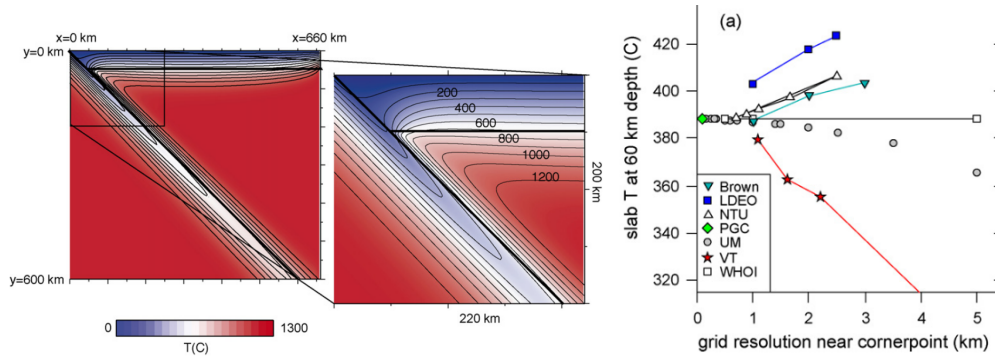 x=0 km
x=660 km
y=0 km
y=600 km
0
1300
T(C)
200
400
600
800
1000
1200
200 km
220 km
(a)
slab T at 60 km depth (C)
420
400
380
360
340
320
Brown
LDEO
NTU
PGC
UM
VT
WHOI
0 1 2 3 4 5
grid resolution near cornerpoint (km)